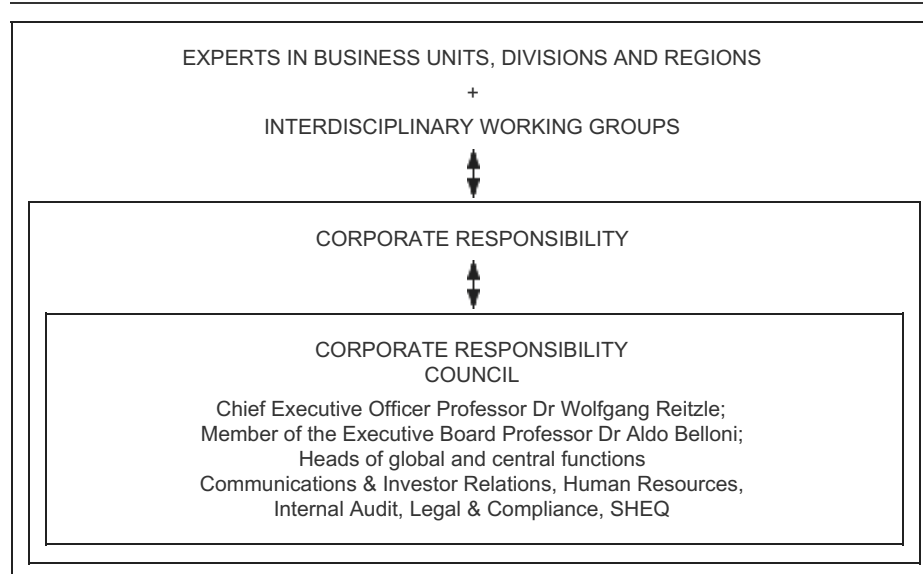 EXPERTS IN BUSINESS UNITS, DIVISIONS AND REGIONS
+
INTERDISCIPLINARY WORKING GROUPS
CORPORATE RESPONSIBILITY
CORPORATE RESPONSIBILITY
COUNCIL
Chief Executive Officer Professor Dr Wolfgang Reitzle;
Member of the Executive Board Professor Dr Aldo Belloni;
Heads of global and central functions
Communications & Investor Relations, Human Resources,
Internal Audit, Legal & Compliance, SHEQ